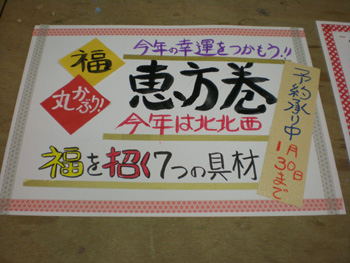 今年の幸運をつかもう!!
福
丸かぶり!!
恵方巻
今年は北北西
福を招く7つの具材
予約承り中
1月30日まで